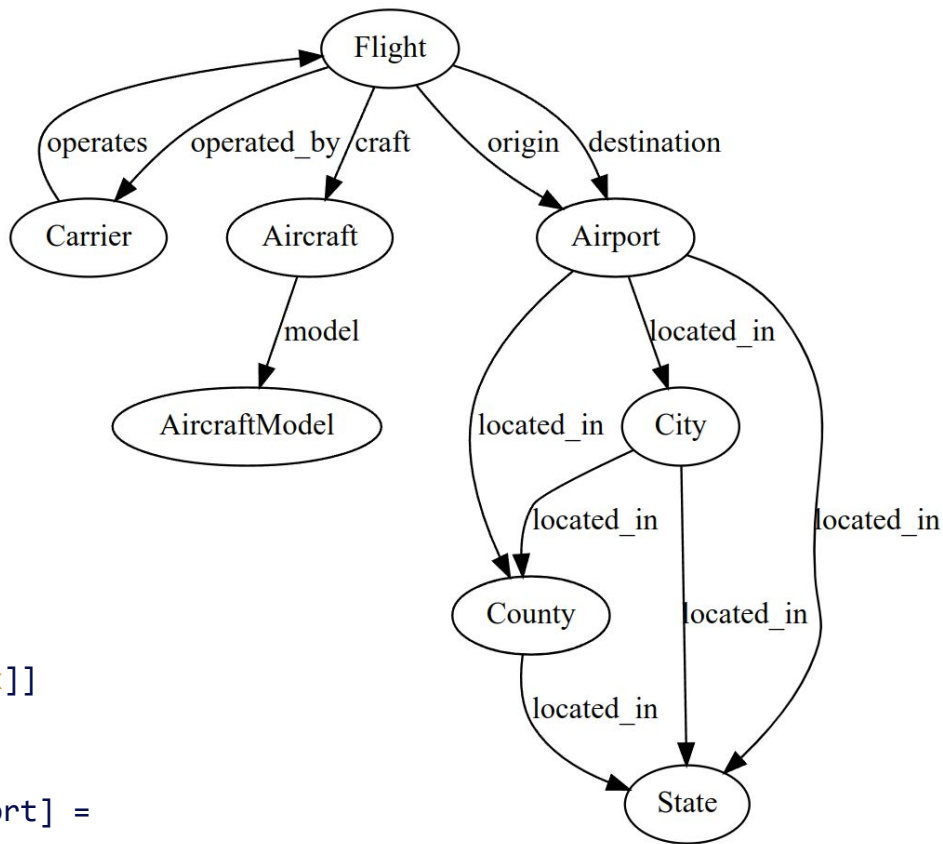 Flight
operates
operated_by
craft
origin
destination
Carrier
Aircraft
Airport
model
located_in
AircraftModel
located_in
City
located_in
located_in
County
located_in
]]
located_in
ort] =
State